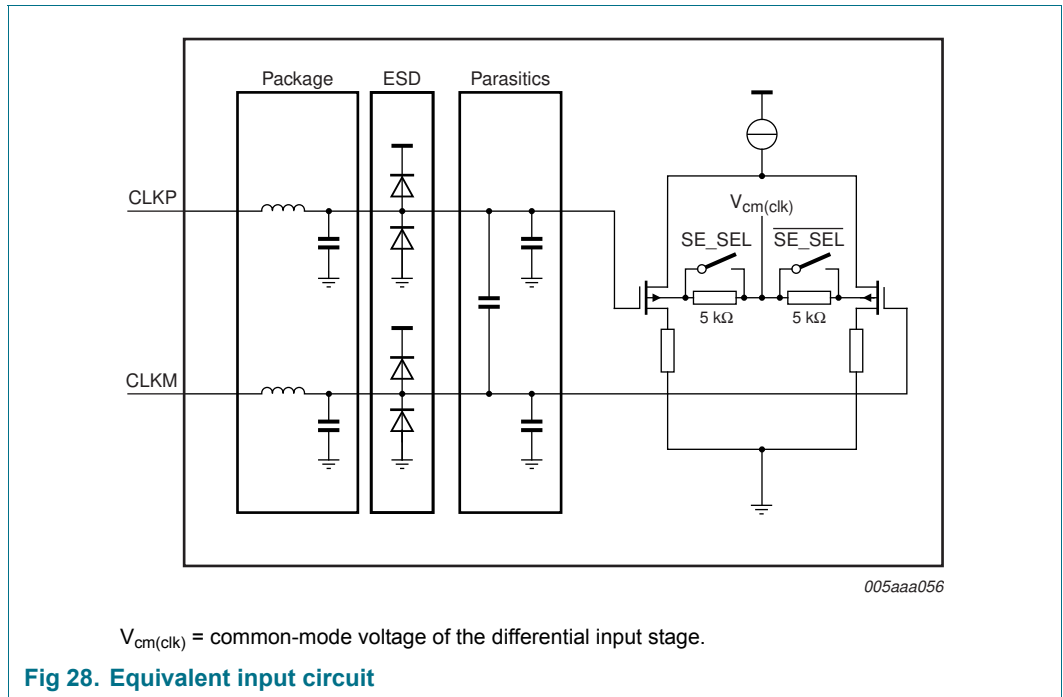 Package ESD Parasitics
CLKP
Vcm(clk)
SE_SEL S̅E̅_̅S̅E̅L̅
5 kΩ 5 kΩ
CLKM
005aaa056
Vcm(clk) = common-mode voltage of the differential input stage.
Fig 28. Equivalent input circuit